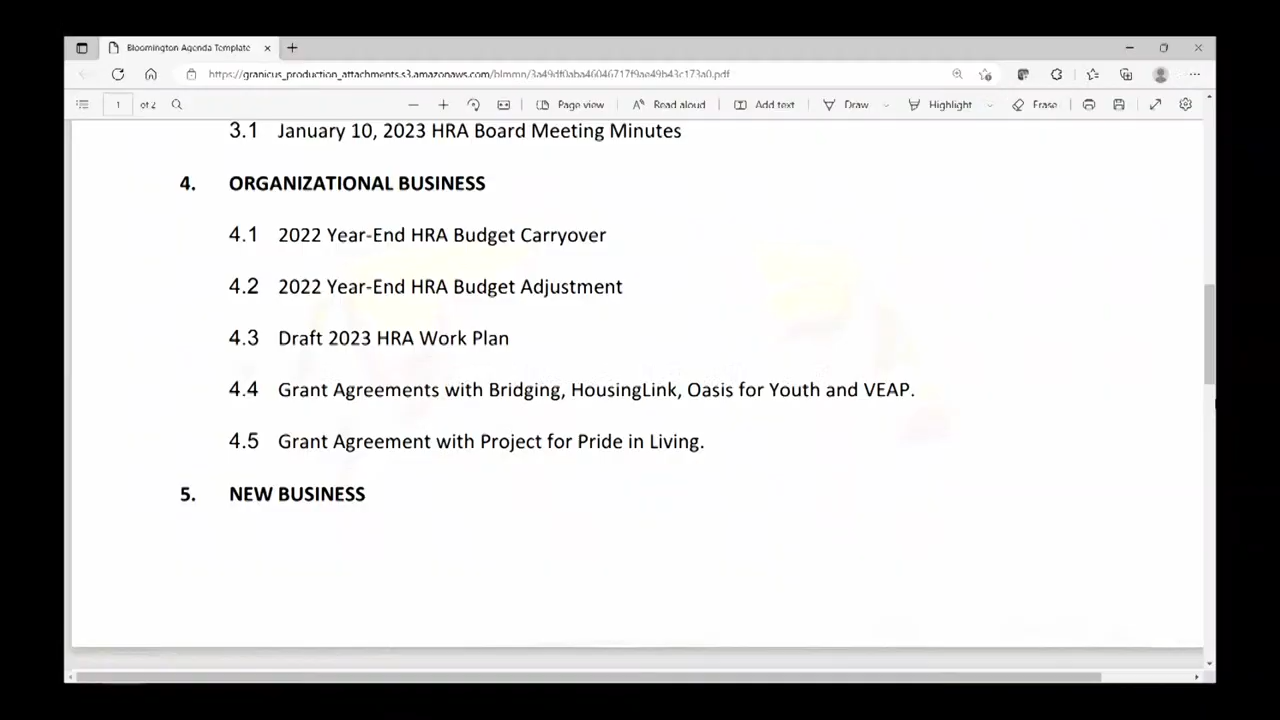 Bloomington Agenda Template
https://granicus_production_attachments.s3.amazonaws.com/blmmn/3a49df0aba46046717f9ae49b43c173a0.pdf
1 of 2 Page view Read aloud Add text Draw Highlight Erase
3.1 January 10, 2023 HRA Board Meeting Minutes
4. ORGANIZATIONAL BUSINESS
4.1 2022 Year-End HRA Budget Carryover
4.2 2022 Year-End HRA Budget Adjustment
4.3 Draft 2023 HRA Work Plan
4.4 Grant Agreements with Bridging, HousingLink, Oasis for Youth and VEAP.
4.5 Grant Agreement with Project for Pride in Living.
5. NEW BUSINESS